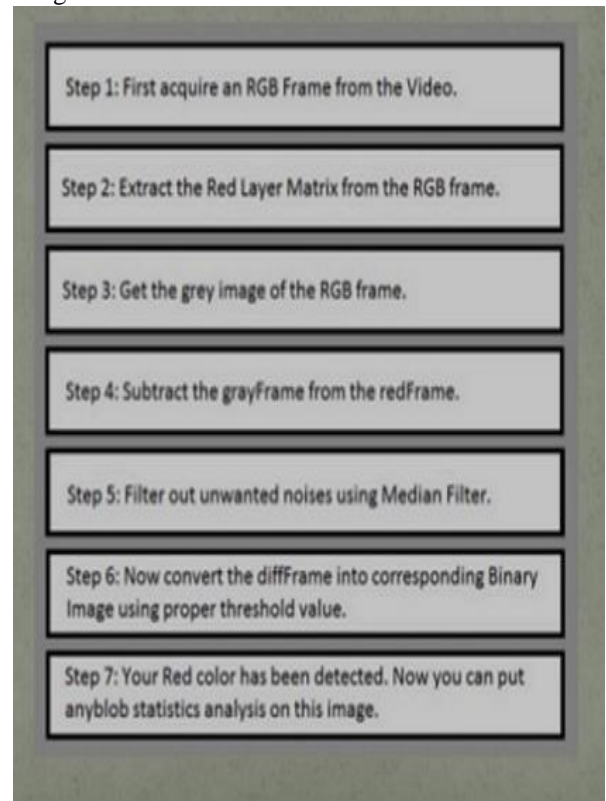 Step 1: First acquire an RGB Frame from the Video.
Step 2: Extract the Red Layer Matrix from the RGB frame.
Step 3: Get the grey image of the RGB frame.
Step 4: Subtract the grayFrame from the redFrame.
Step 5: Filter out unwanted noises using Median Filter.
Step 6: Now convert the diffFrame into corresponding Binary
Image using proper threshold value.
Step 7: Your Red color has been detected. Now you can put
anyblob statistics analysis on this image.